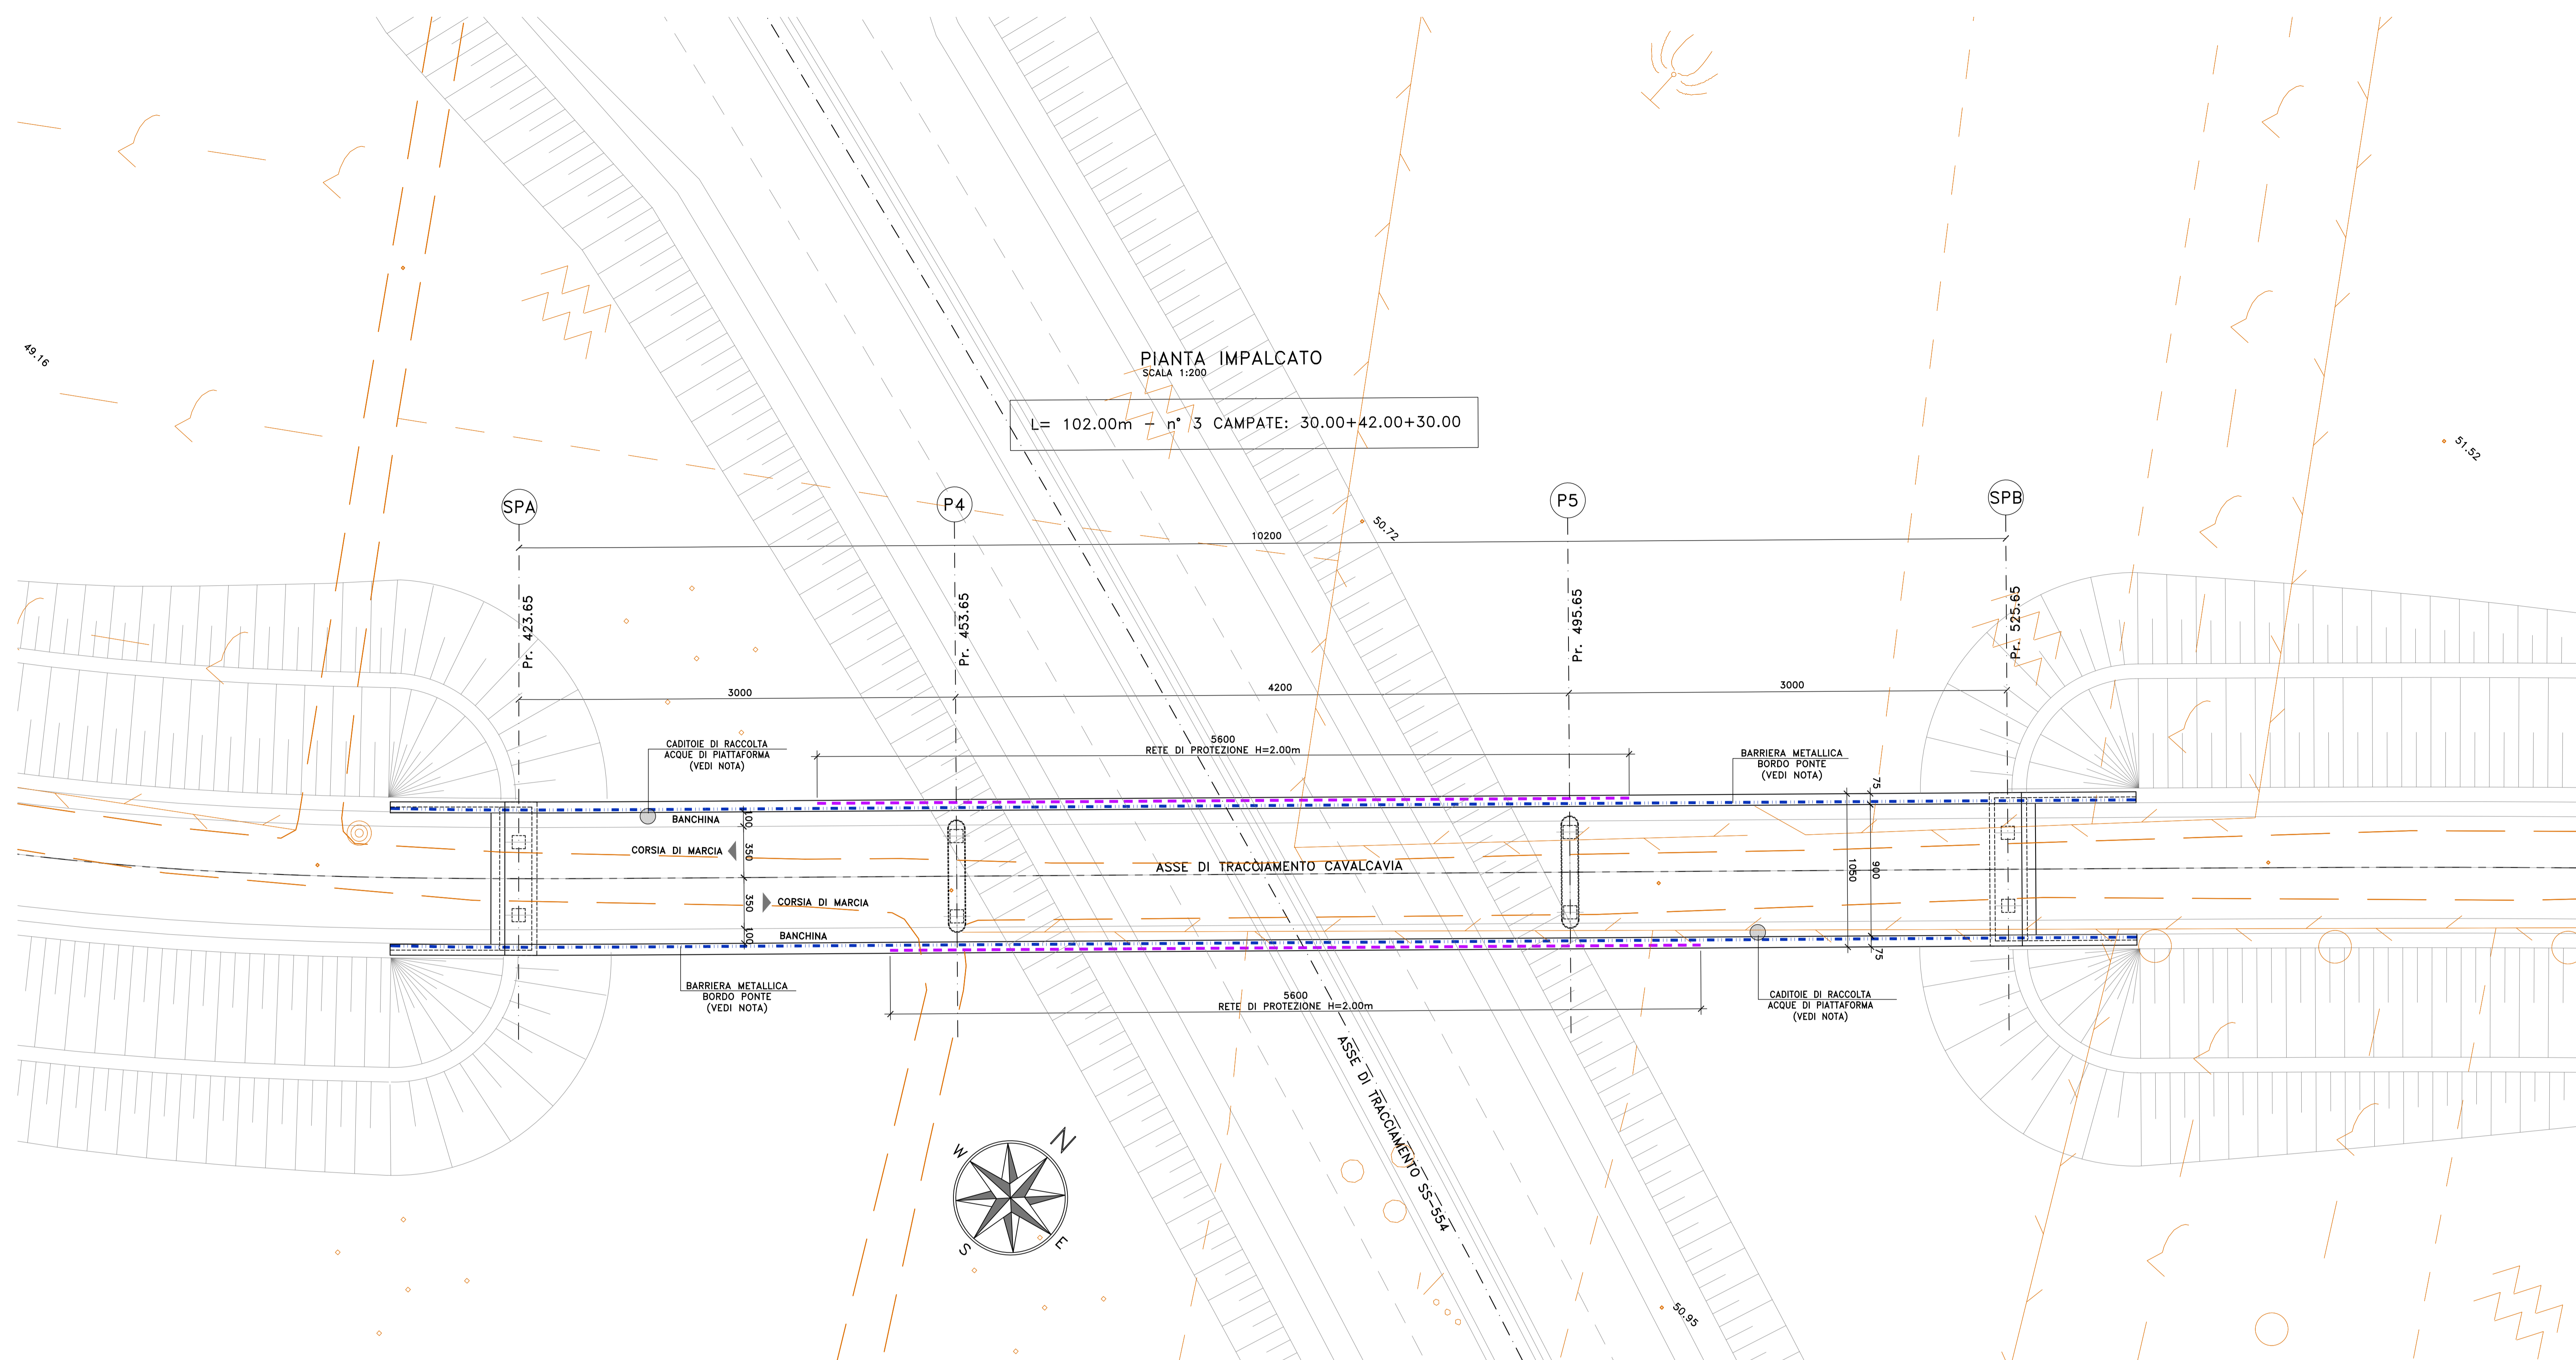 49.16
PIANTA IMPALCATO
SCALA 1:200
L= 102.00m – n° 3 CAMPATE: 30.00+42.00+30.00
51.52
SPA
P4
P5
SPB
50.72
10200
Pr. 423.65
Pr. 453.65
Pr. 495.65
Pr. 525.65
3000
4200
3000
CADITOIE DI RACCOLTA
ACQUE DI PIATTAFORMA
(VEDI NOTA)
5600
RETE DI PROTEZIONE H=2.00m
BARRIERA METALLICA
BORDO PONTE
(VEDI NOTA)
75
100
BANCHINA
CORSIA DI MARCIA
350
ASSE DI TRACCIAMENTO CAVALCAVIA
1050
900
350
CORSIA DI MARCIA
100
BANCHINA
75
BARRIERA METALLICA
BORDO PONTE
(VEDI NOTA)
5600
RETE DI PROTEZIONE H=2.00m
CADITOIE DI RACCOLTA
ACQUE DI PIATTAFORMA
(VEDI NOTA)
ASSE DI TRACCIAMENTO SS-554
W
N
S
E
50.95